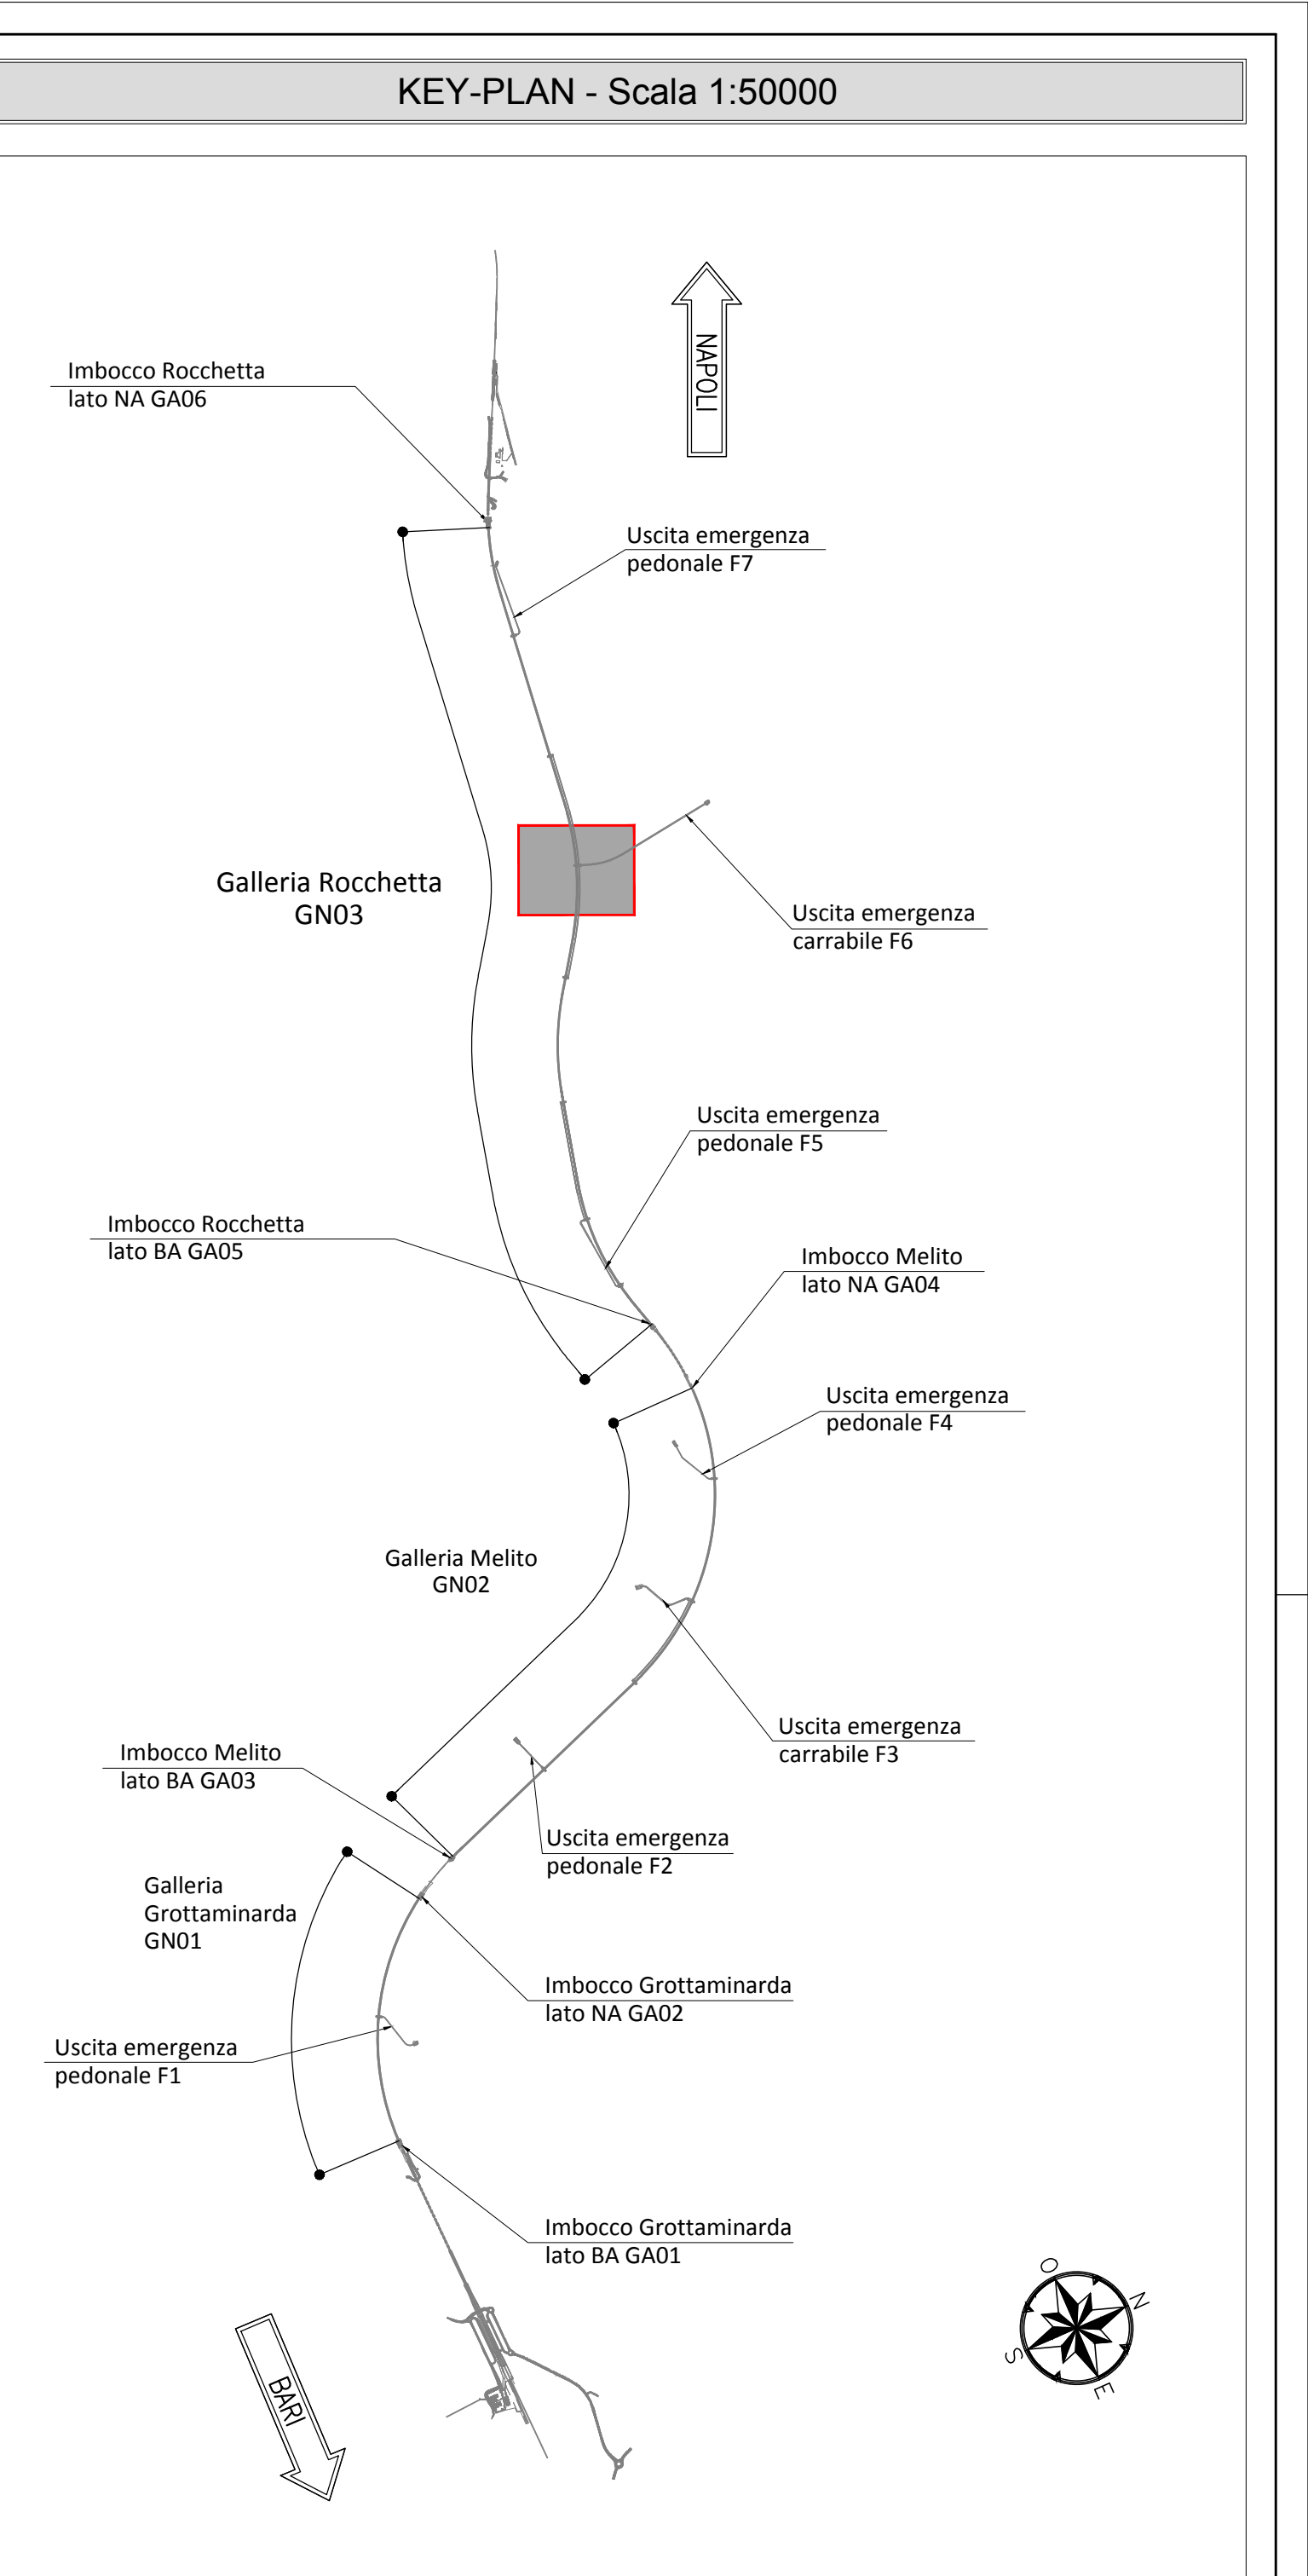 KEY-PLAN - Scala 1:50000
NAPOLI
Imbocco Rocchetta
lato NA GA06
Uscita emergenza
pedonale F7
Galleria Rocchetta
GN03
Uscita emergenza
carrabile F6
Uscita emergenza
pedonale F5
Imbocco Rocchetta
lato BA GA05
Imbocco Melito
lato NA GA04
Uscita emergenza
pedonale F4
Galleria Melito
GN02
Uscita emergenza
carrabile F3
Imbocco Melito
lato BA GA03
Uscita emergenza
pedonale F2
Galleria
Grottaminarda
GN01
Imbocco Grottaminarda
lato NA GA02
Uscita emergenza
pedonale F1
Imbocco Grottaminarda
lato BA GA01
O
N
S
E
BARI